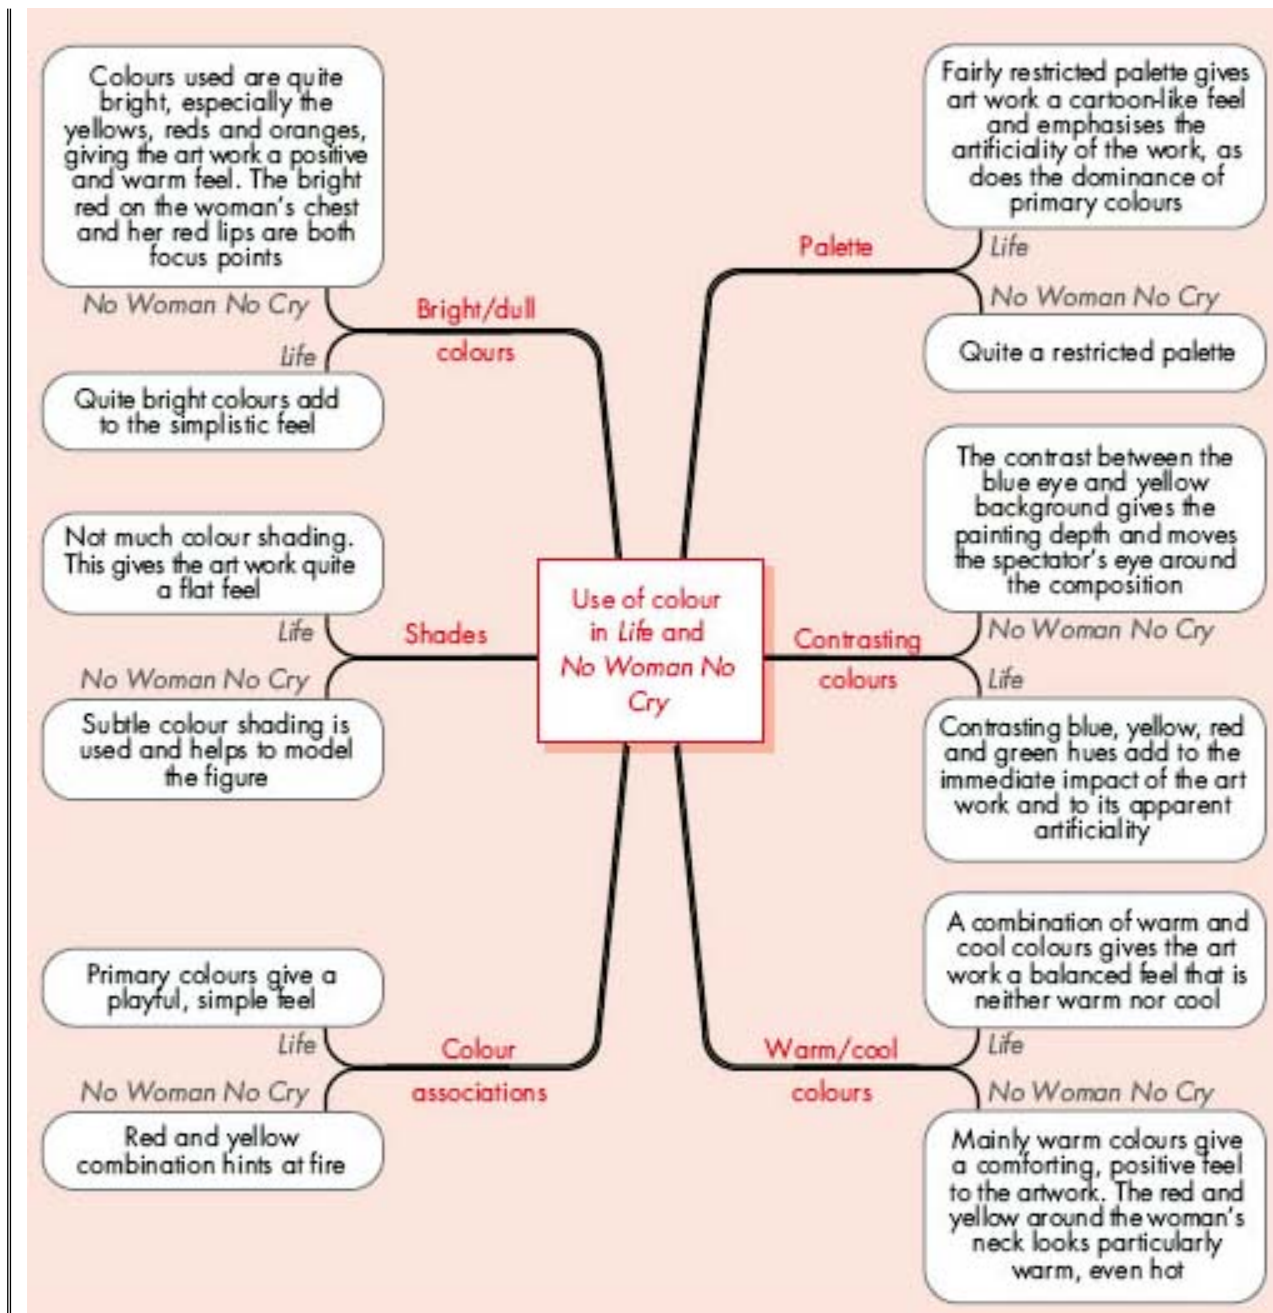 Colours used are quite
bright, especially the
yellows, reds and oranges,
giving the art work a positive
and warm feel. The bright
red on the woman's chest
and her red lips are both
focus points
No Woman No Cry
Bright/dull
colours
Life
Quite bright colours add
to the simplistic feel
Not much colour shading.
This gives the art work quite
a flat feel
Life
Shades
No Woman No Cry
Subtle colour shading is
used and helps to model
the figure
Primary colours give a
playful, simple feel
Life
Colour
associations
No Woman No Cry
Red and yellow
combination hints at fire
Use of colour
in Life and
No Woman No
Cry
Fairly restricted palette gives
art work a cartoon-like feel
and emphasises the
artificiality of the work, as
does the dominance of
primary colours
Life
Palette
No Woman No Cry
Quite a restricted palette
The contrast between the
blue eye and yellow
background gives the
painting depth and moves
the spectator's eye around
the composition
No Woman No Cry
Contrasting
colours
Life
Contrasting blue, yellow, red
and green hues add to the
immediate impact of the art
work and to its apparent
artificiality
A combination of warm and
cool colours gives the art
work a balanced feel that is
neither warm nor cool
Life
Warm/cool
colours
No Woman No Cry
Mainly warm colours give
a comforting, positive feel
to the artwork. The red and
yellow around the woman's
neck looks particularly
warm, even hot